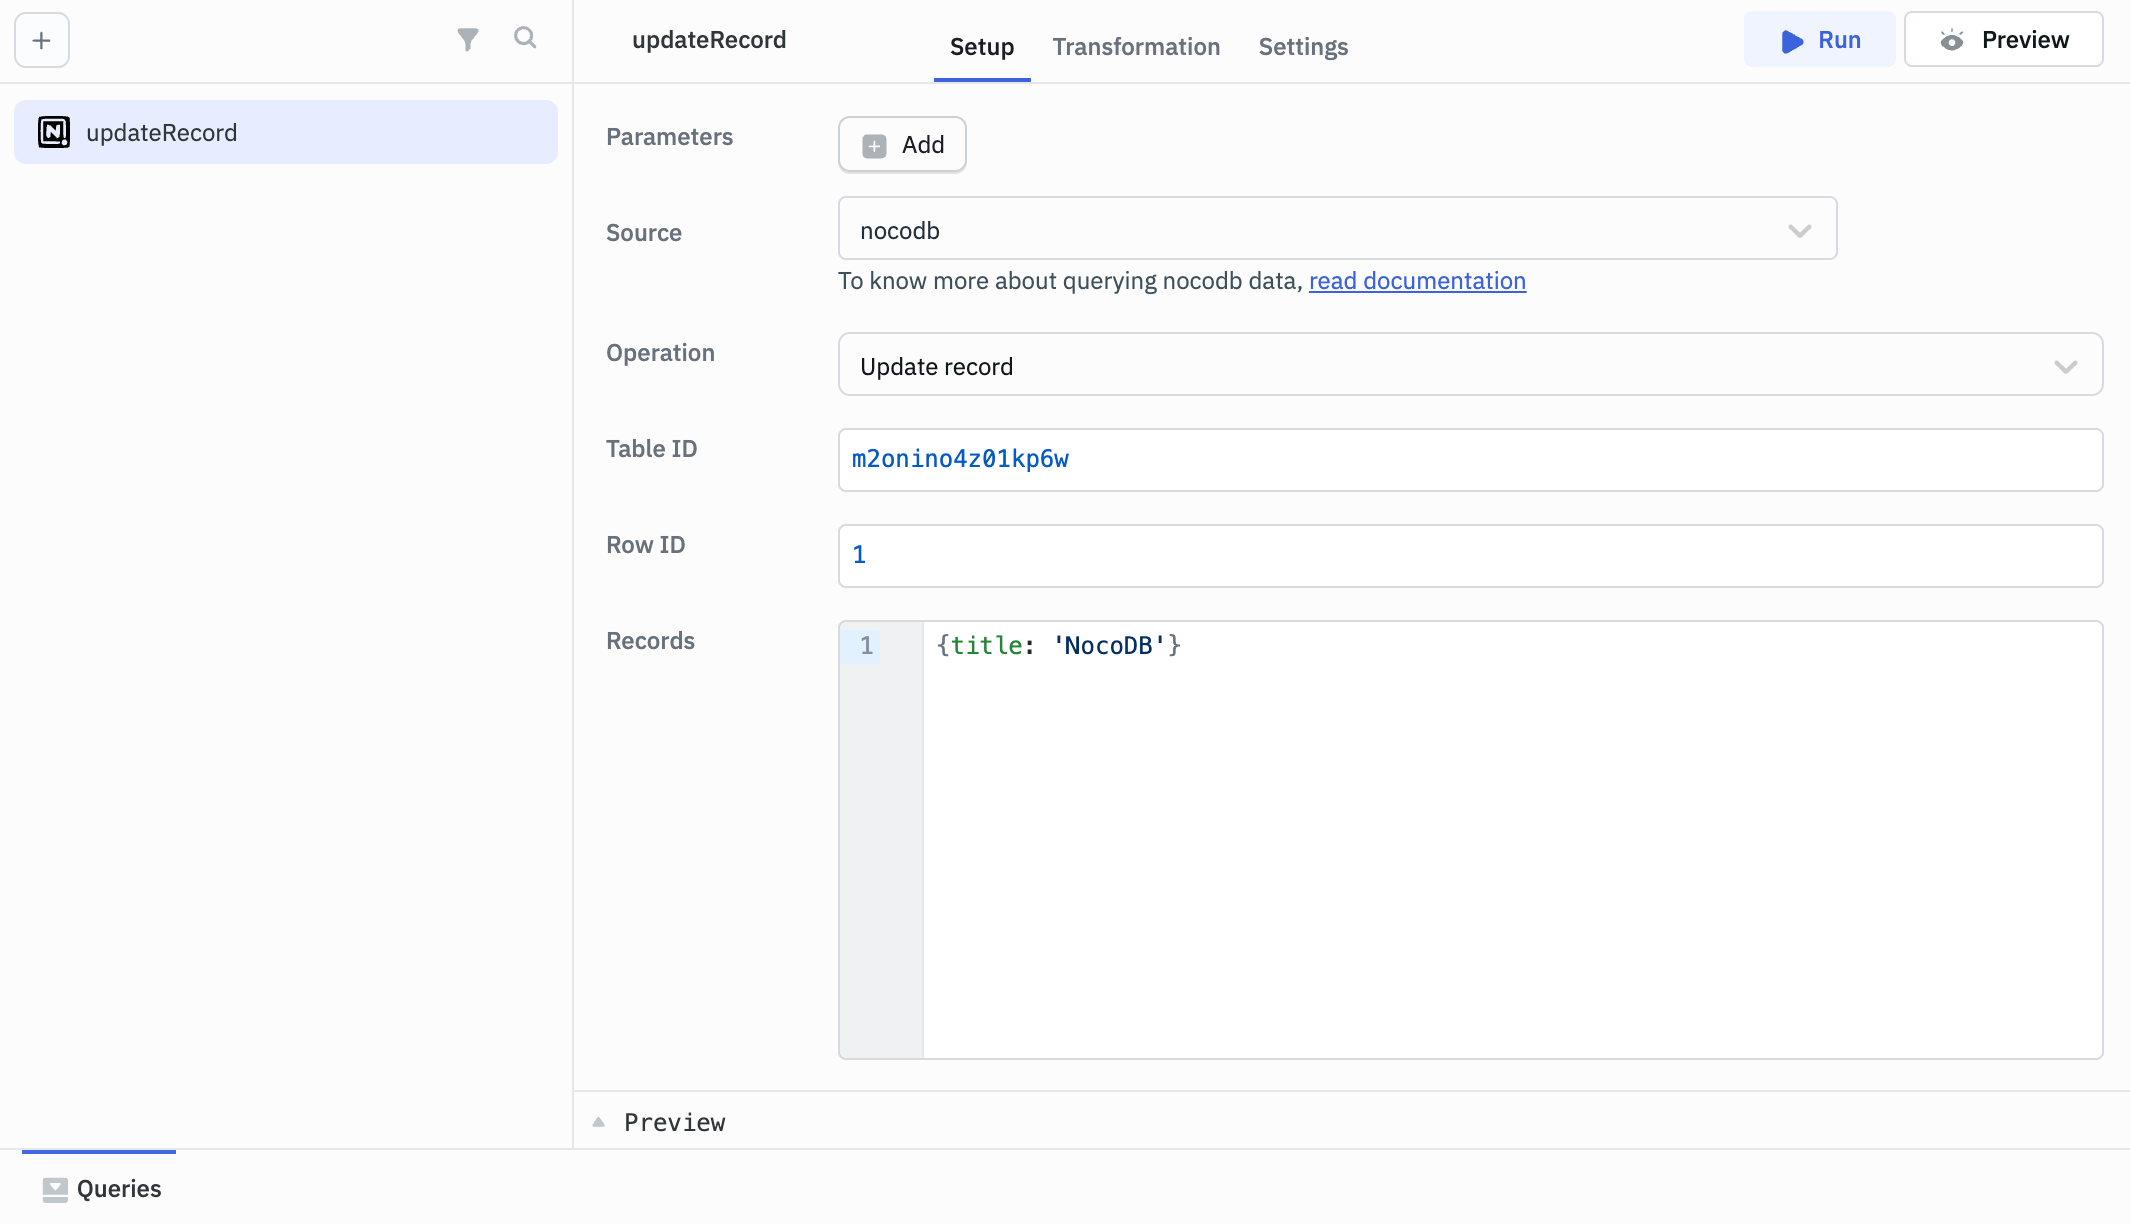 updateRecord
Setup
Transformation
Settings
Run
Preview
updateRecord
Parameters
Add
Source
nocodb
To know more about querying nocodb data, read documentation
Operation
Update record
Table ID
m2onino4z01kp6w
Row ID
1
Records
1
{title: 'NocoDB'}
Preview
Queries